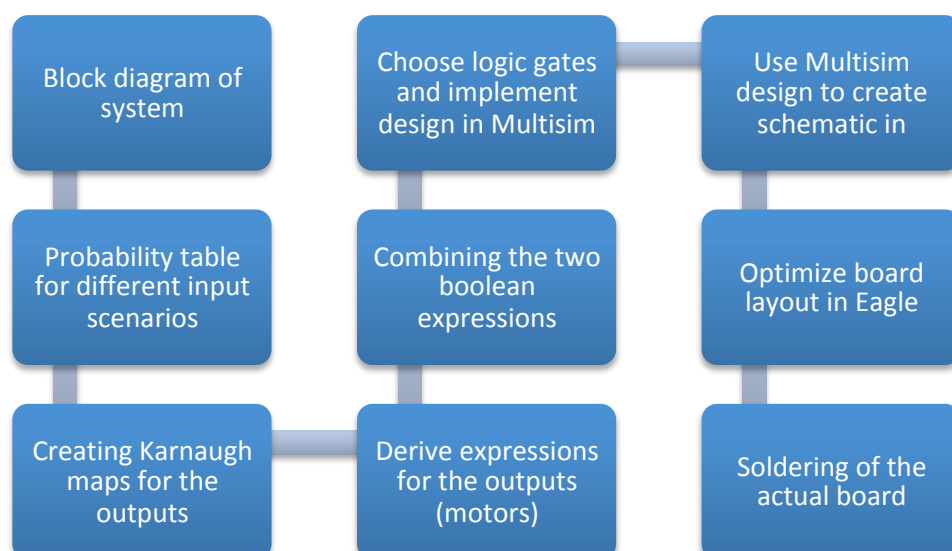 Block diagram of
system
Probability table
for different input
scenarios
Creating Karnaugh
maps for the
outputs
Derive expressions
for the outputs
(motors)
Combining the two
boolean
expressions
Choose logic gates
and implement
design in Multisim
Use Multisim
design to create
schematic in
Optimize board
layout in Eagle
Soldering of the
actual board